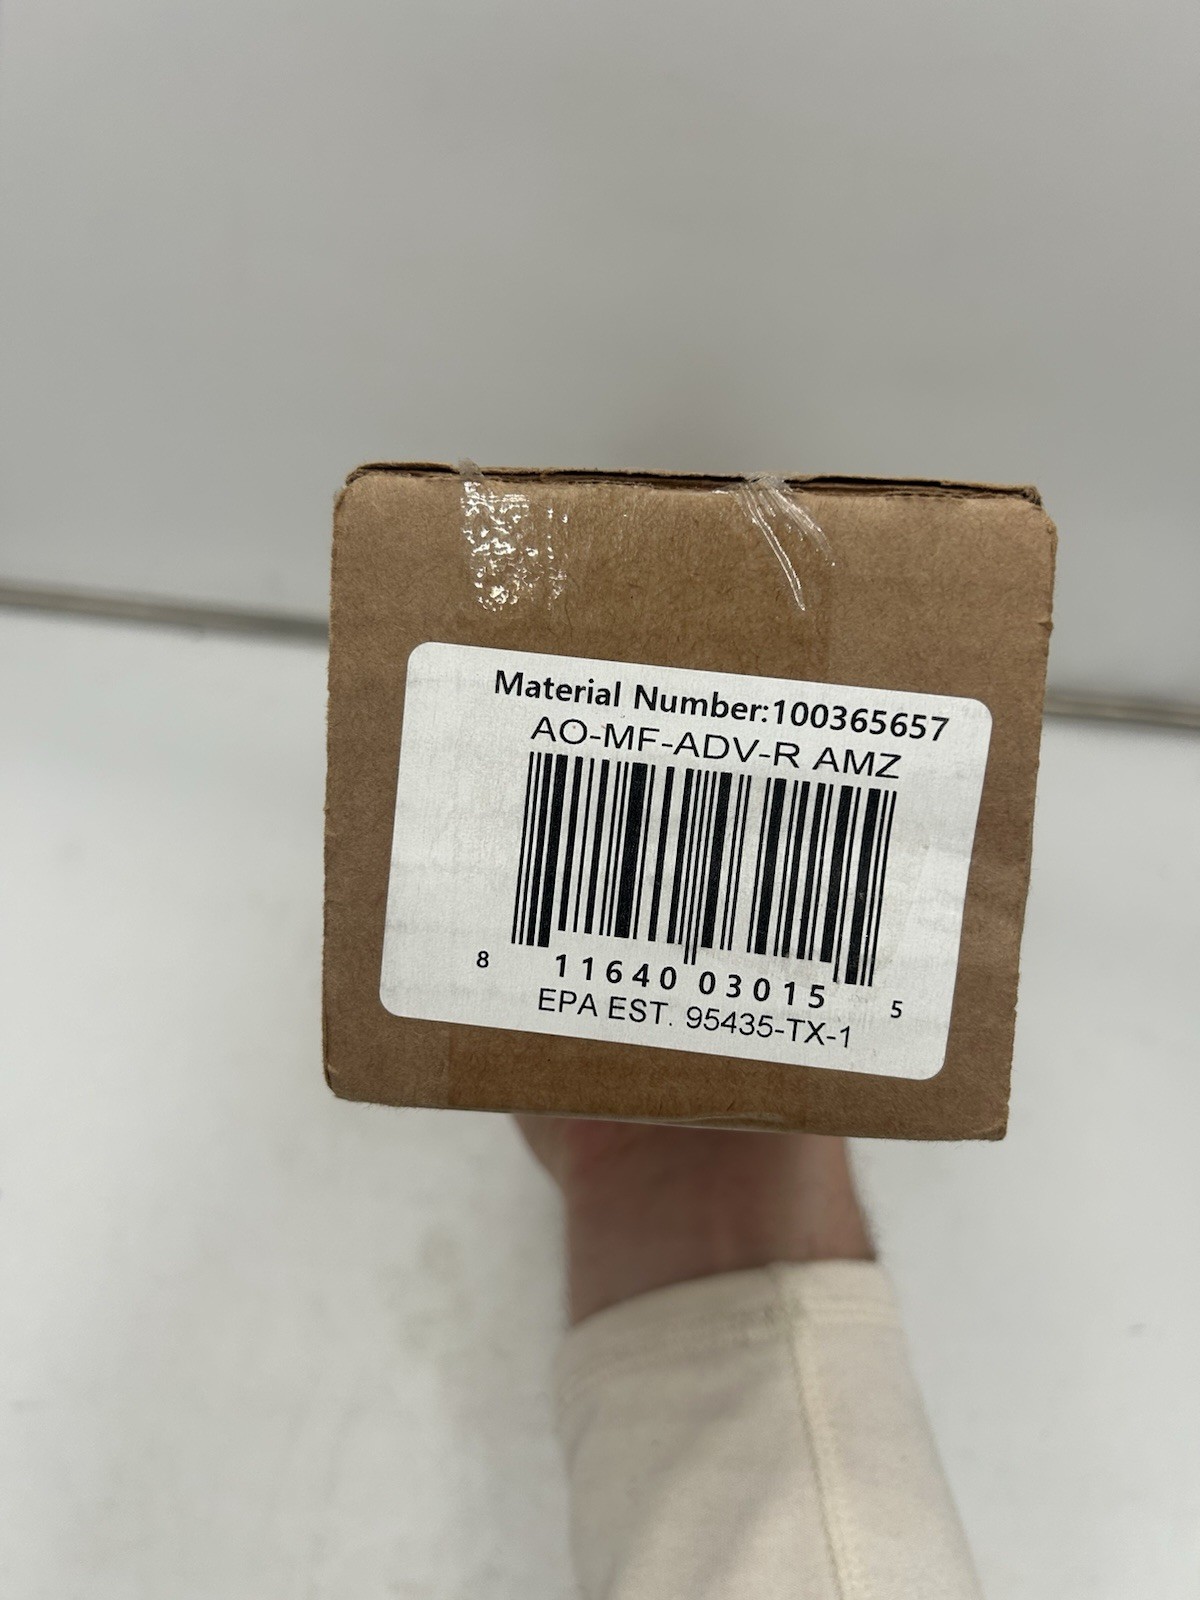 Material Number:100365657
AO-MF-ADV-R AMZ
8 11640 03015 5
EPA EST. 95435-TX-1